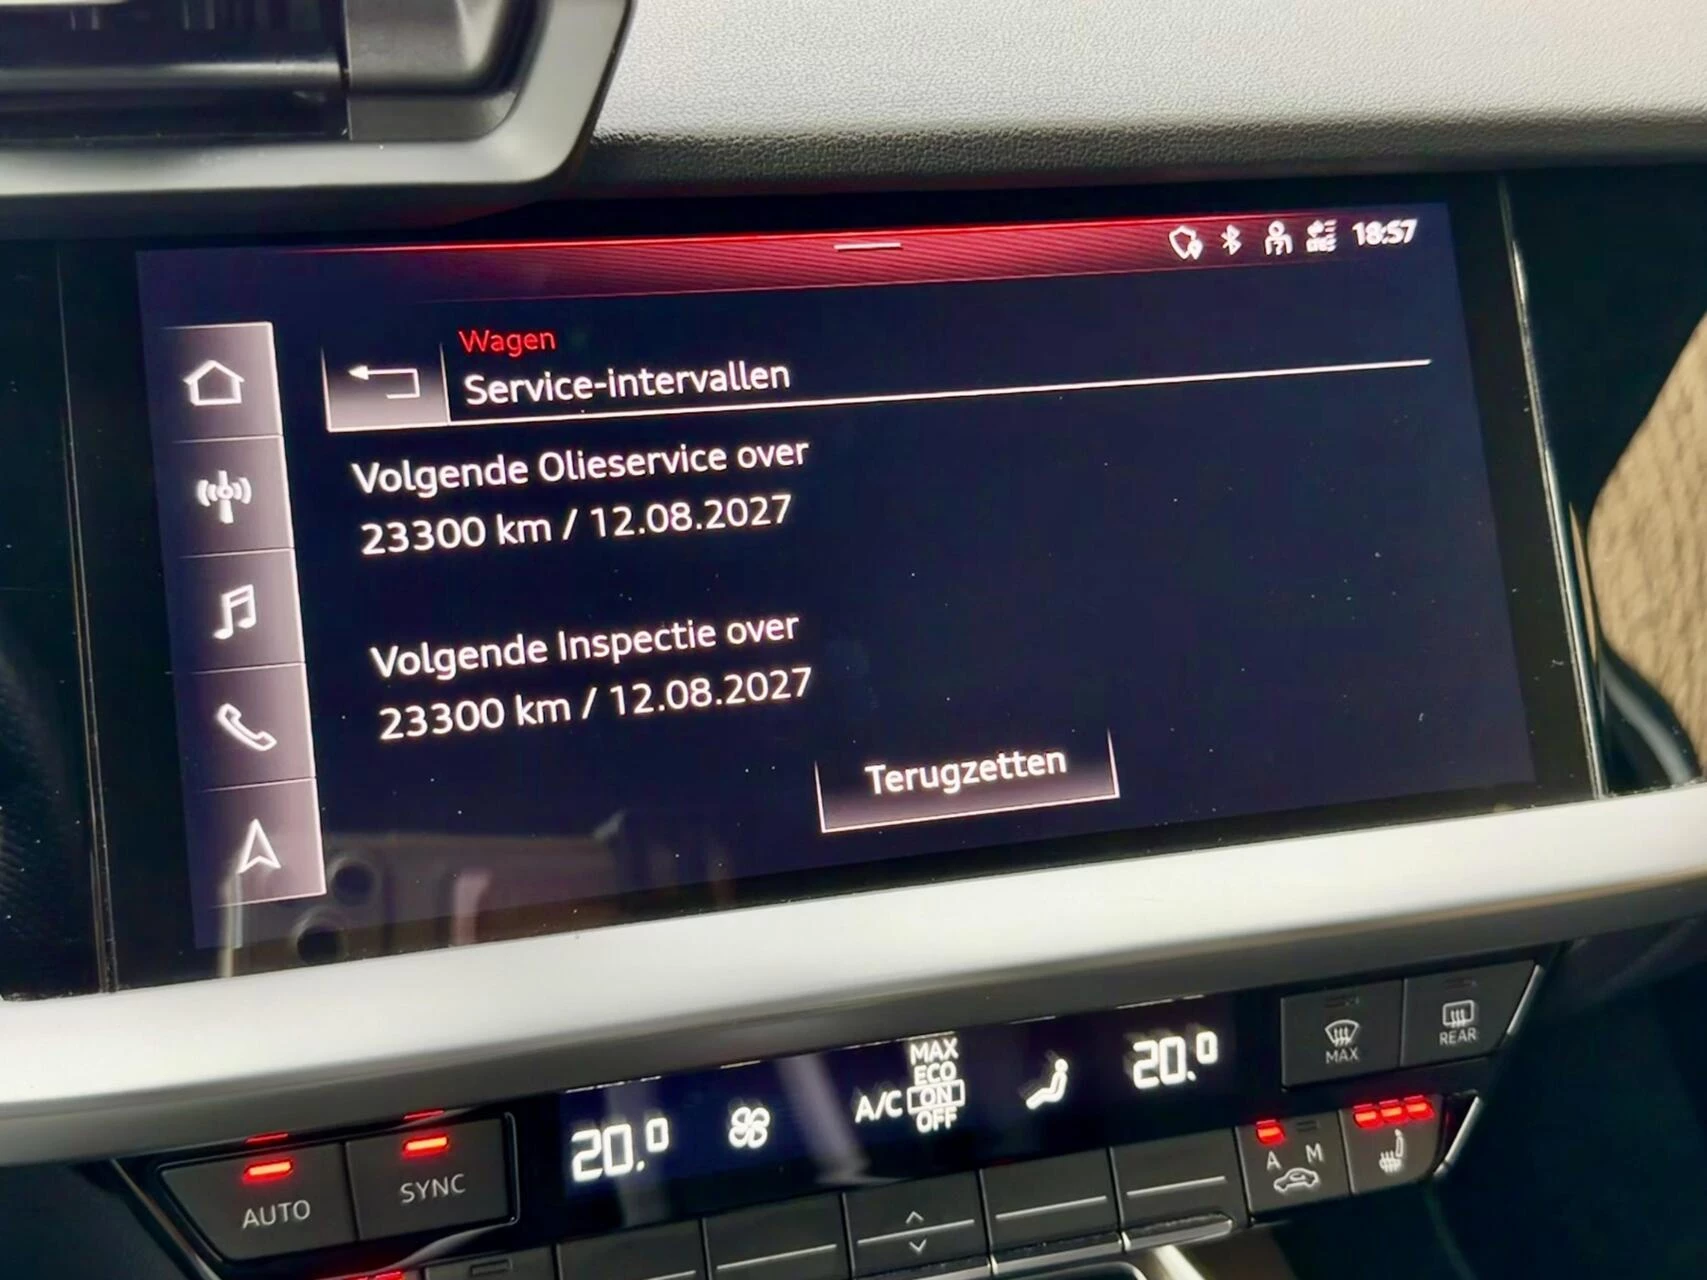 18:57
Wagen
Service-intervallen
Volgende Olieservice over
23300 km / 12.08.2027
Volgende Inspectie over
23300 km / 12.08.2027
Terugzetten
MAX
REAR
20.0
A/C
MAX
ECO
ON
OFF
20.0
AUTO
SYNC
A
M